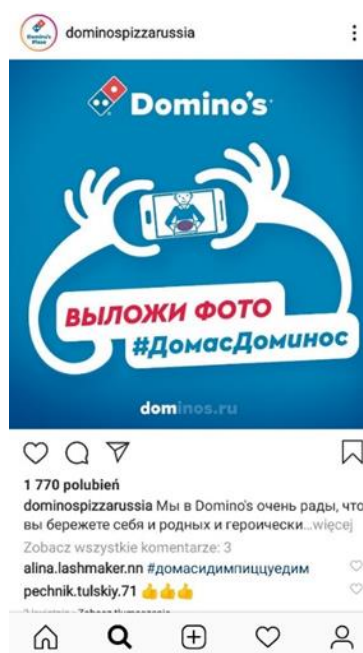 dominospizzarussia
Domino's
ВЫЛОЖИ ФОТО
#ДомасДоминос
dominos.ru
1 770 polubień
dominospizzarussia Мы в Domino's очень рады, что
вы бережете себя и родных и героически...więcej
Zobacz wszystkie komentarze: 3
alina.lashmaker.nn #домасидимпиццуедим
pechnik.tulskiy.71 👍👍👍